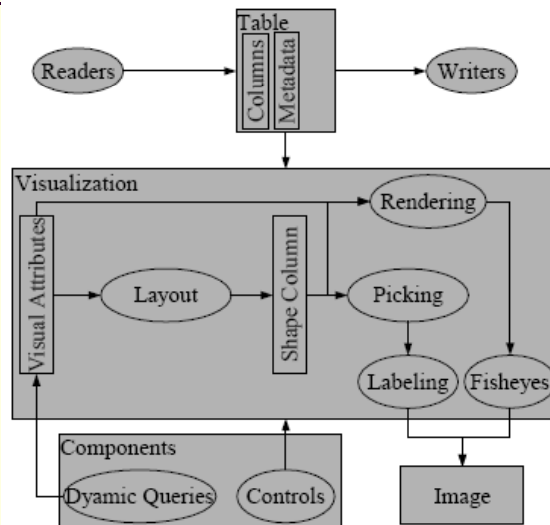 Table
Readers
Columns
Metadata
Writers
Visualization
Rendering
Visual Attributes
Layout
Shape Column
Picking
Labeling
Fisheyes
Components
Dyamic Queries
Controls
Image